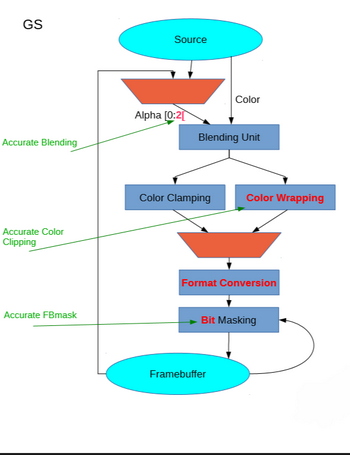 GS
Source
Color
Alpha [0:2[
Accurate Blending
Blending Unit
Color Clamping
Color Wrapping
Accurate Color
Clipping
Format Conversion
Accurate FBmask
Bit Masking
Framebuffer